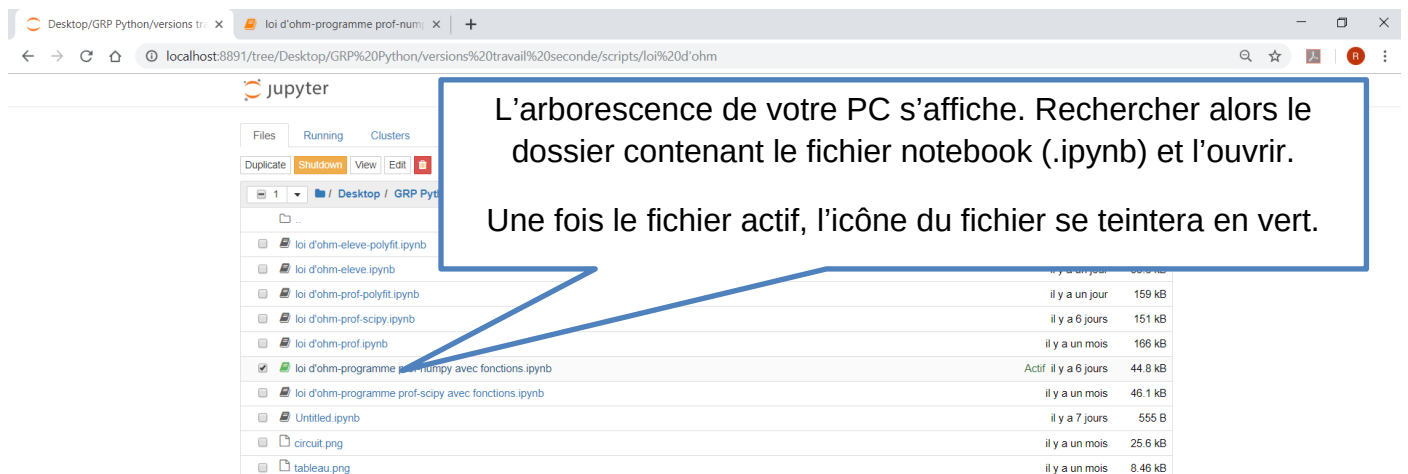 Desktop/GRP Python/versions tra
loi d'ohm-programme prof-num
localhost:8891/tree/Desktop/GRP%20Python/versions%20travail%20seconde/scripts/loi%20d'ohm
R
jupyter
L'arborescence de votre PC s'affiche. Rechercher alors le
dossier contenant le fichier notebook (.ipynb) et l'ouvrir.
Une fois le fichier actif, l'icône du fichier se teintera en vert.
Files Running Clusters
Duplicate Shutdown View Edit
1 / Desktop / GRP Pyt
..
loi d'ohm-eleve-polyfit.ipynb
loi d'ohm-eleve.ipynb
loi d'ohm-prof-polyfit.ipynb il y a un jour 159 kB
loi d'ohm-prof-scipy.ipynb il y a 6 jours 151 kB
loi d'ohm-prof.ipynb il y a un mois 166 kB
loi d'ohm-programme prof-numpy avec fonctions.ipynb Actif il y a 6 jours 44.8 kB
loi d'ohm-programme prof-scipy avec fonctions.ipynb il y a un mois 46.1 kB
Untitled.ipynb il y a 7 jours 555 B
circuit.png il y a un mois 25.6 kB
tableau.png il y a un mois 8.46 kB